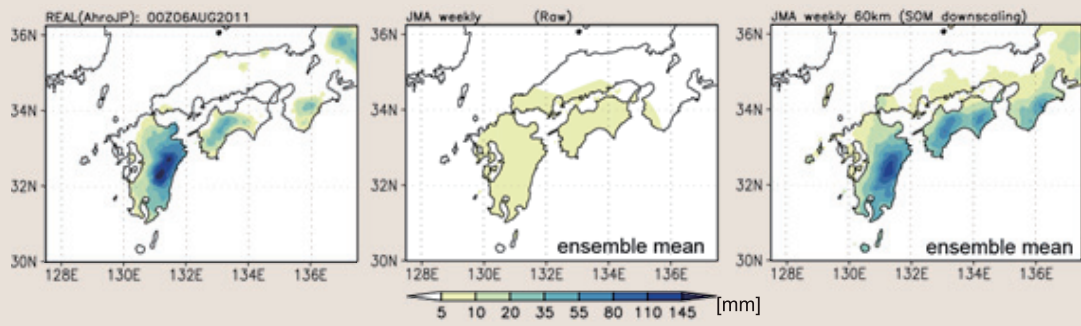 REAL(AhroJP): 00Z06AUG2011
36N
34N
32N
30N
128E 130E 132E 134E 136E
JMA weekly (Raw)
36N
34N
32N
30N
ensemble mean
128E 130E 132E 134E 136E
JMA weekly 60km (SOM downscaling)
36N
34N
32N
30N
ensemble mean
128E 130E 132E 134E 136E
5 10 20 35 55 80 110 145 [mm]